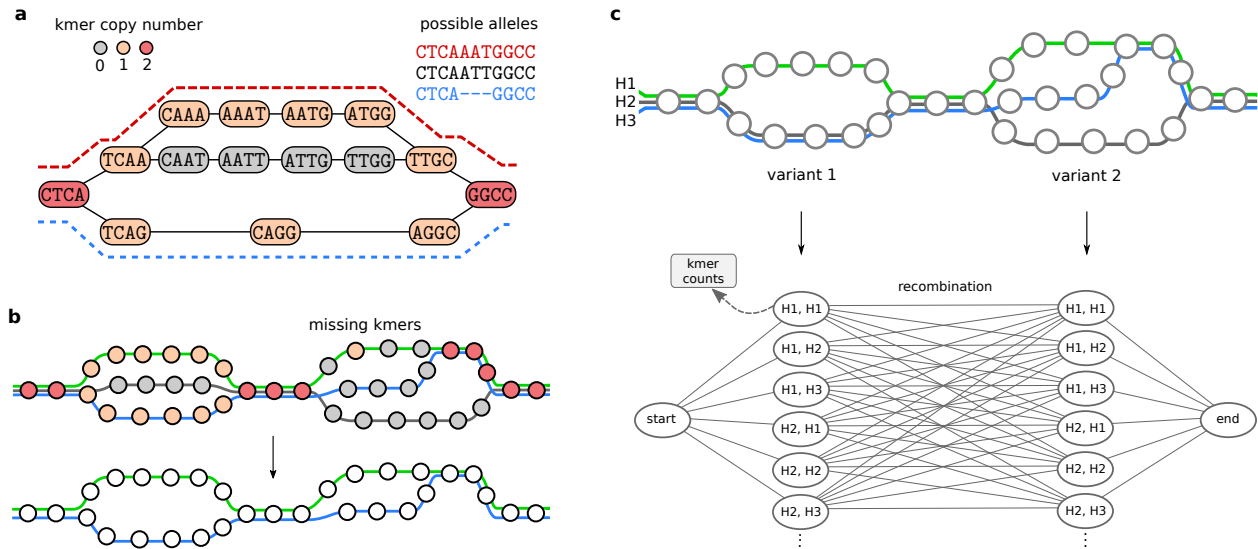 a
kmer copy number
0 1 2
possible alleles
CTCAAATGGCC
CTCAATTGGCC
CTCA---GGCC
CAAA AAAT AATG ATGG
TCAA CAAT AATT ATTG TTGG TTGC
CTCA GGCC
TCAG CAGG AGGC
b
missing kmers
c
H1
H2
H3
variant 1 variant 2
kmer
counts
recombination
H1, H1 H1, H1
H1, H2 H1, H2
H1, H3 H1, H3
start end
H2, H1 H2, H1
H2, H2 H2, H2
H2, H3 H2, H3
⋮ ⋮